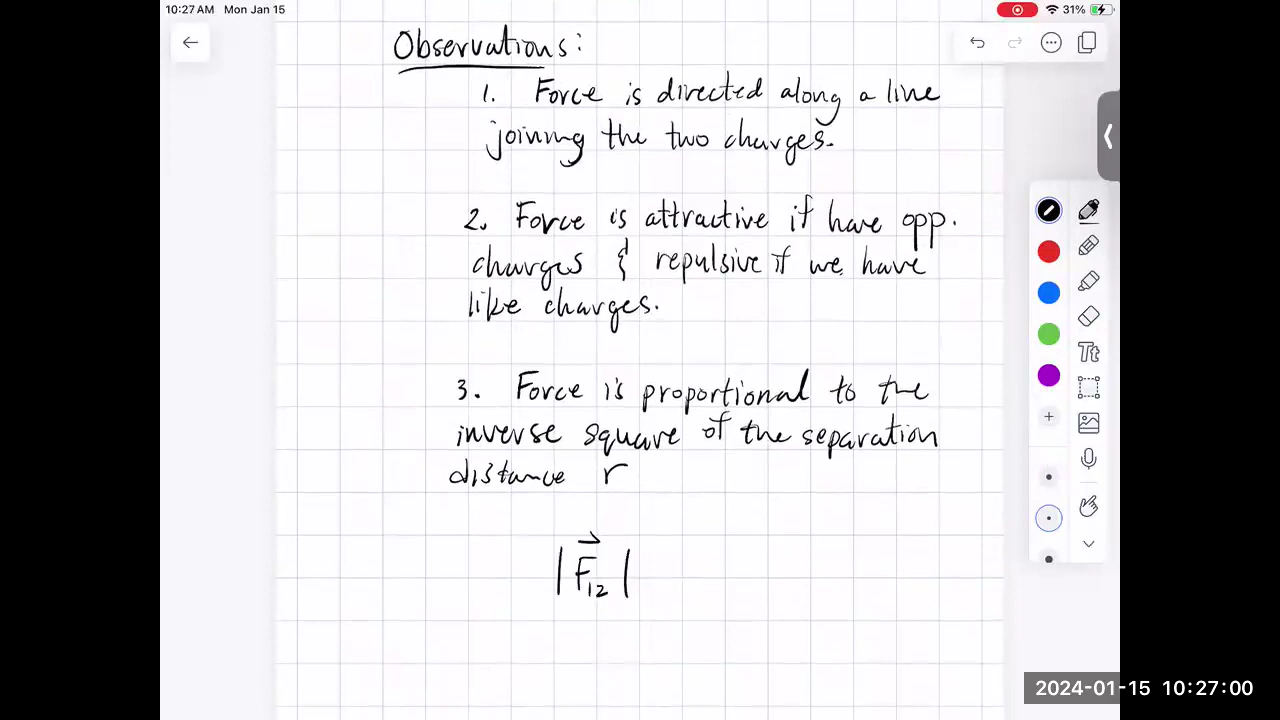 10:27 AM Mon Jan 15
31%
Observations:
1. Force is directed along a line
joining the two charges.
2. Force is attractive if have opp.
charges & repulsive if we have
like charges.
3. Force is proportional to the
inverse square of the separation
distance r
|F⃗₁₂|
Tt
2024-01-15 10:27:00